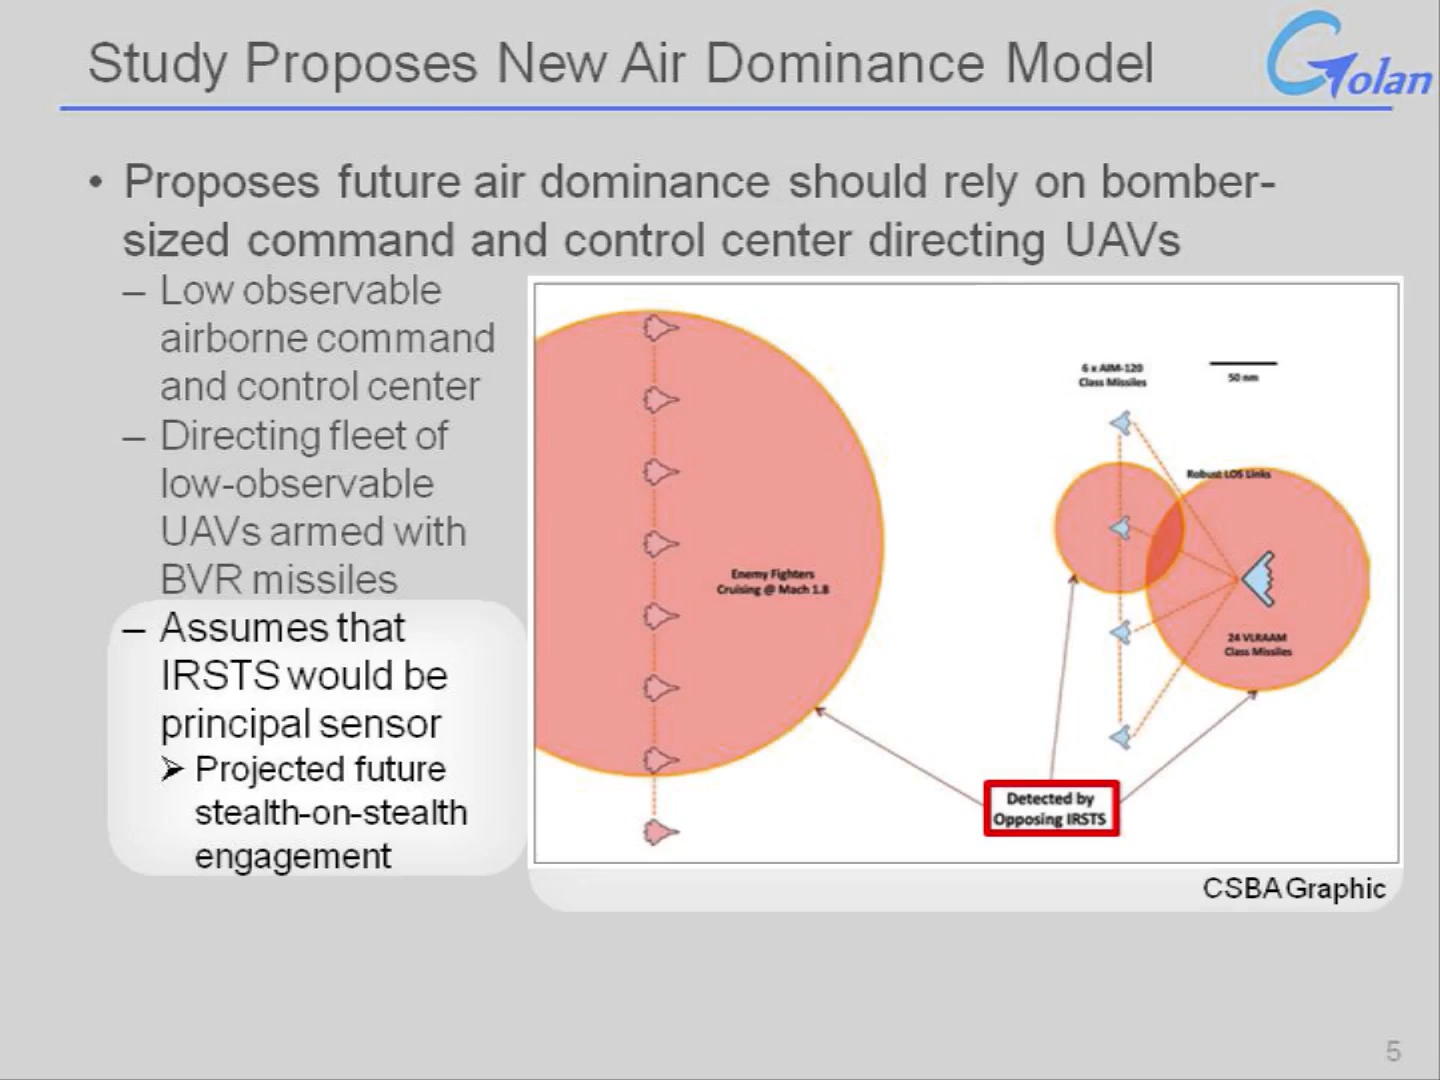 Study Proposes New Air Dominance Model
Golan
• Proposes future air dominance should rely on bomber-
sized command and control center directing UAVs
– Low observable
airborne command
and control center
– Directing fleet of
low-observable
UAVs armed with
BVR missiles
– Assumes that
IRSTS would be
principal sensor
➢ Projected future
stealth-on-stealth
engagement
6 x AIM-120
Class Missiles
50 nm
Robust LOS Links
Enemy Fighters
Cruising @ Mach 1.8
24 VLRAAM
Class Missiles
Detected by
Opposing IRSTS
CSBA Graphic
5